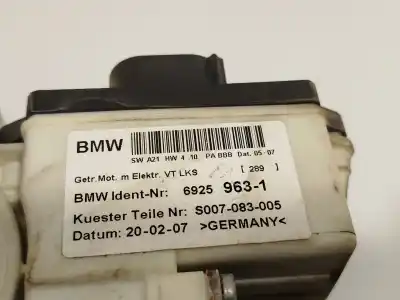 BMW
SW A21 HW 4.10 PA BBB Dat. 05-07
Getr.Mot. m Elektr. VT LKS [ 289 ]
BMW Ident-Nr: 6925 963-1
Kuester Teile Nr: S007-083-005
Datum: 20-02-07 >GERMANY<